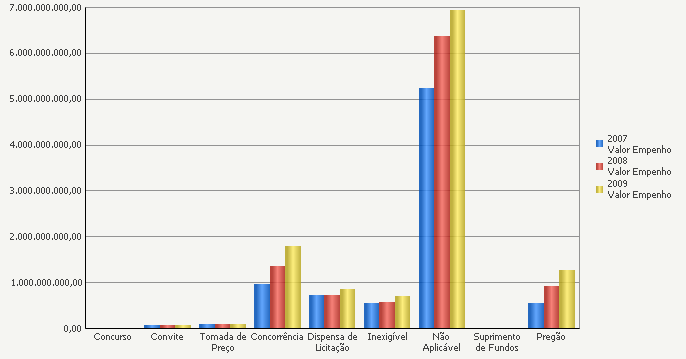 7.000.000.000,00
6.000.000.000,00
5.000.000.000,00
4.000.000.000,00
3.000.000.000,00
2.000.000.000,00
1.000.000.000,00
0,00
Concurso
Convite
Tomada de
Preço
Concorrência
Dispensa de
Licitação
Inexigível
Não
Aplicável
Suprimento
de Fundos
Pregão
2007
Valor Empenho
2008
Valor Empenho
2009
Valor Empenho